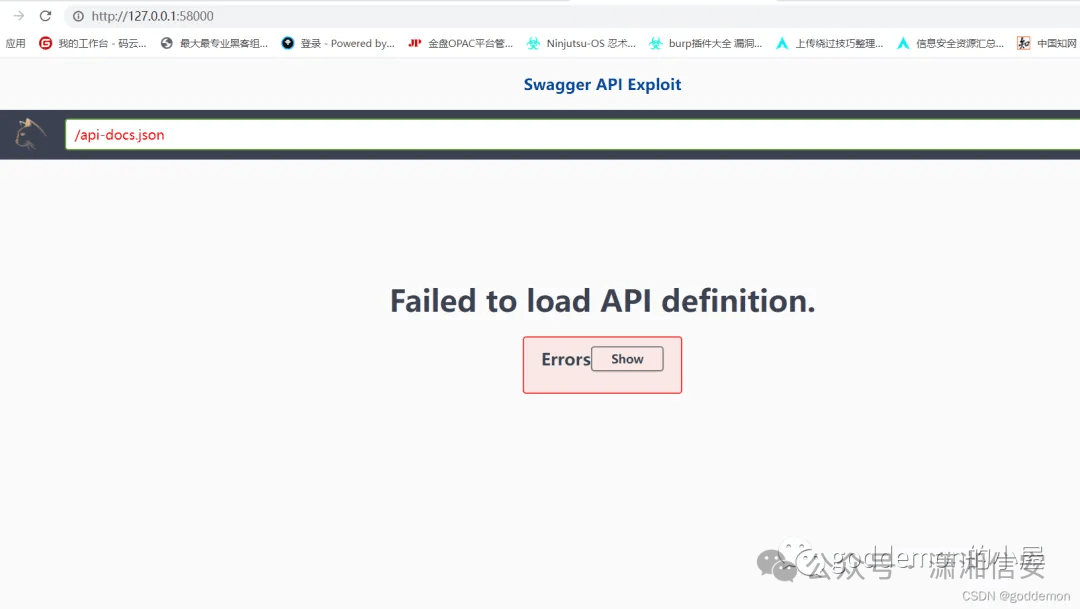 http://127.0.0.1:58000
应用 我的工作台 - 码云... 最大最专业黑客组... 登录 - Powered by... JP 金盘OPAC平台管... Ninjutsu-OS 忍术... burp插件大全 漏洞... 上传绕过技巧整理... 信息安全资源汇总... 中国知网
Swagger API Exploit
/api-docs.json
Failed to load API definition.
Errors Show
goddemon的小屋
公众号 · 潇湘信安
CSDN @goddemon